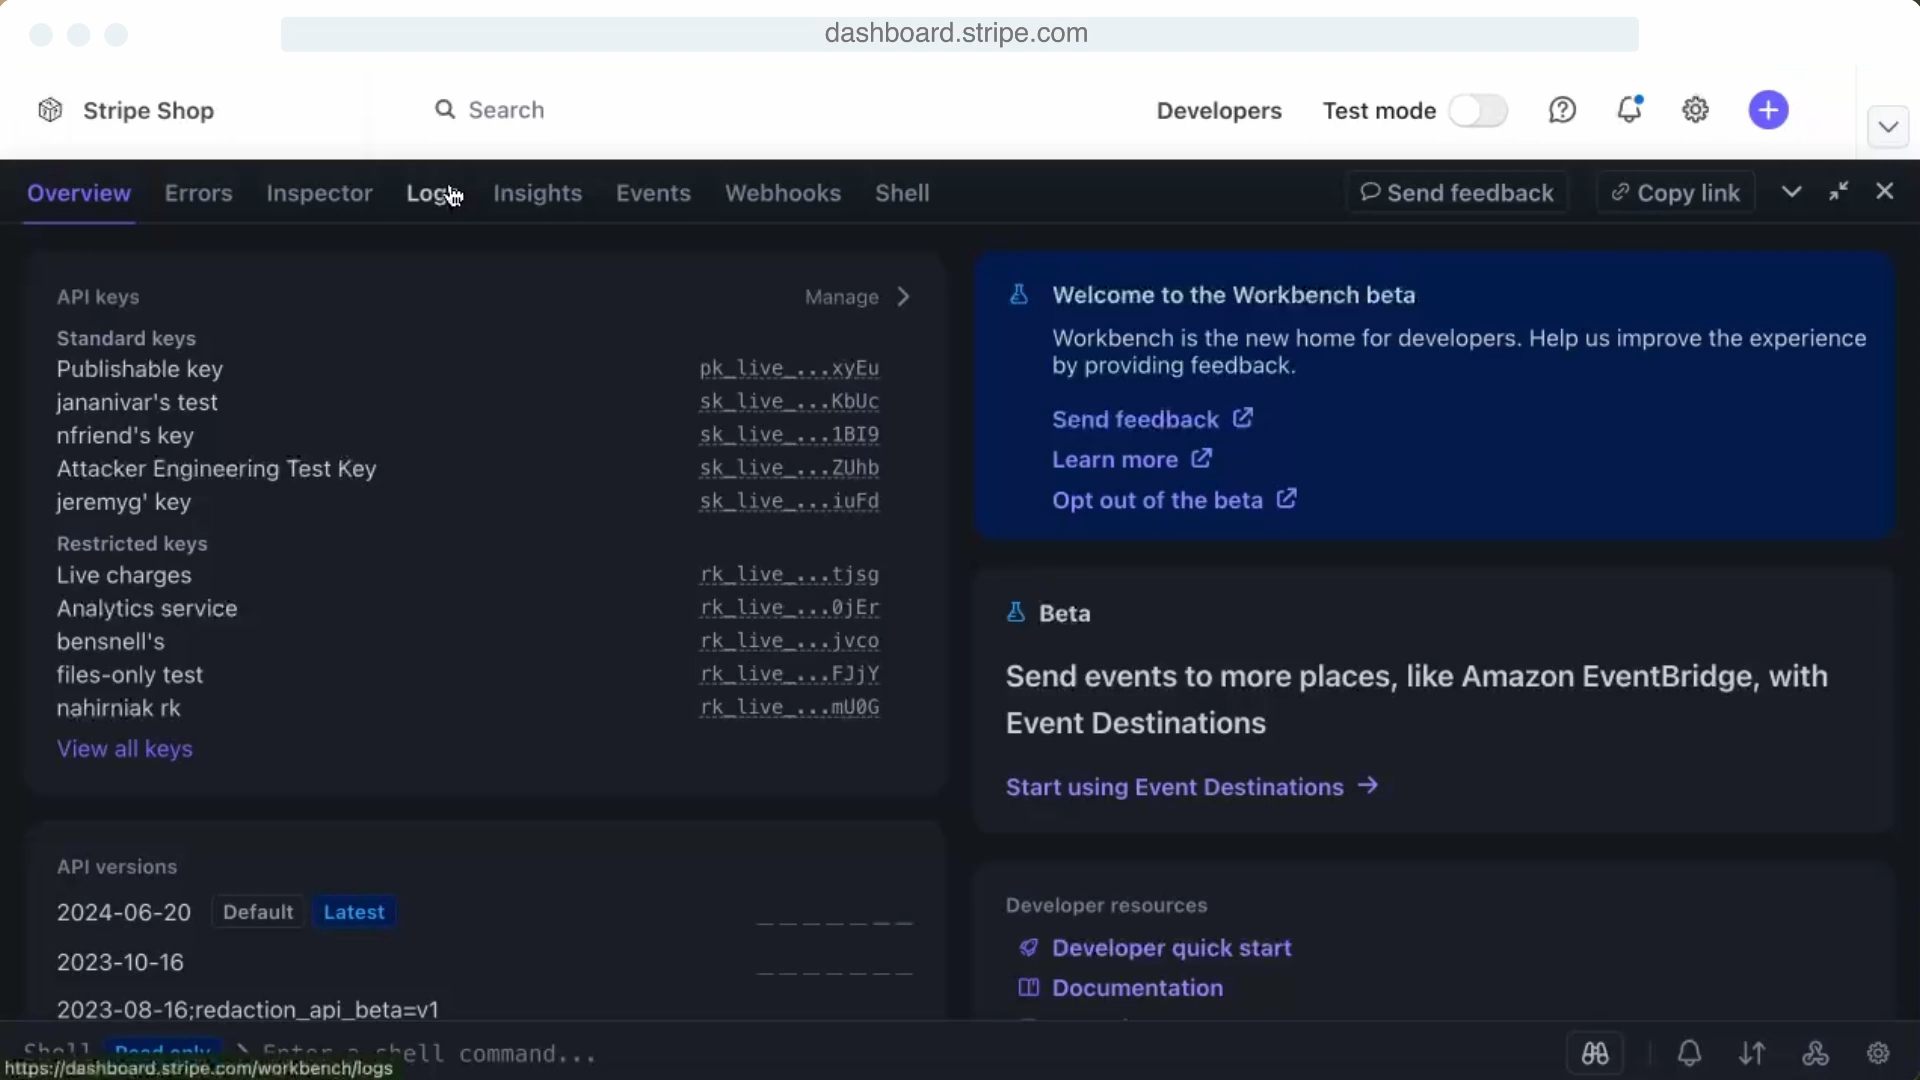 dashboard.stripe.com
Stripe Shop
Search
Developers
Test mode
Overview
Errors
Inspector
Logs
Insights
Events
Webhooks
Shell
Send feedback
Copy link
API keys
Manage
Standard keys
Publishable key pk_live_...xyEu
jananivar's test sk_live_...KbUc
nfriend's key sk_live_...1BI9
Attacker Engineering Test Key sk_live_...ZUhb
jeremyg' key sk_live_...iuFd
Restricted keys
Live charges rk_live_...tjsg
Analytics service rk_live_...0jEr
bensnell's rk_live_...jvco
files-only test rk_live_...FJjY
nahirniak rk rk_live_...mU0G
View all keys
API versions
2024-06-20 Default Latest
2023-10-16
2023-08-16;redaction_api_beta=v1
Welcome to the Workbench beta
Workbench is the new home for developers. Help us improve the experience
by providing feedback.
Send feedback
Learn more
Opt out of the beta
Beta
Send events to more places, like Amazon EventBridge, with
Event Destinations
Start using Event Destinations
Developer resources
Developer quick start
Documentation
Shell Read only Enter a shell command...
https://dashboard.stripe.com/workbench/logs